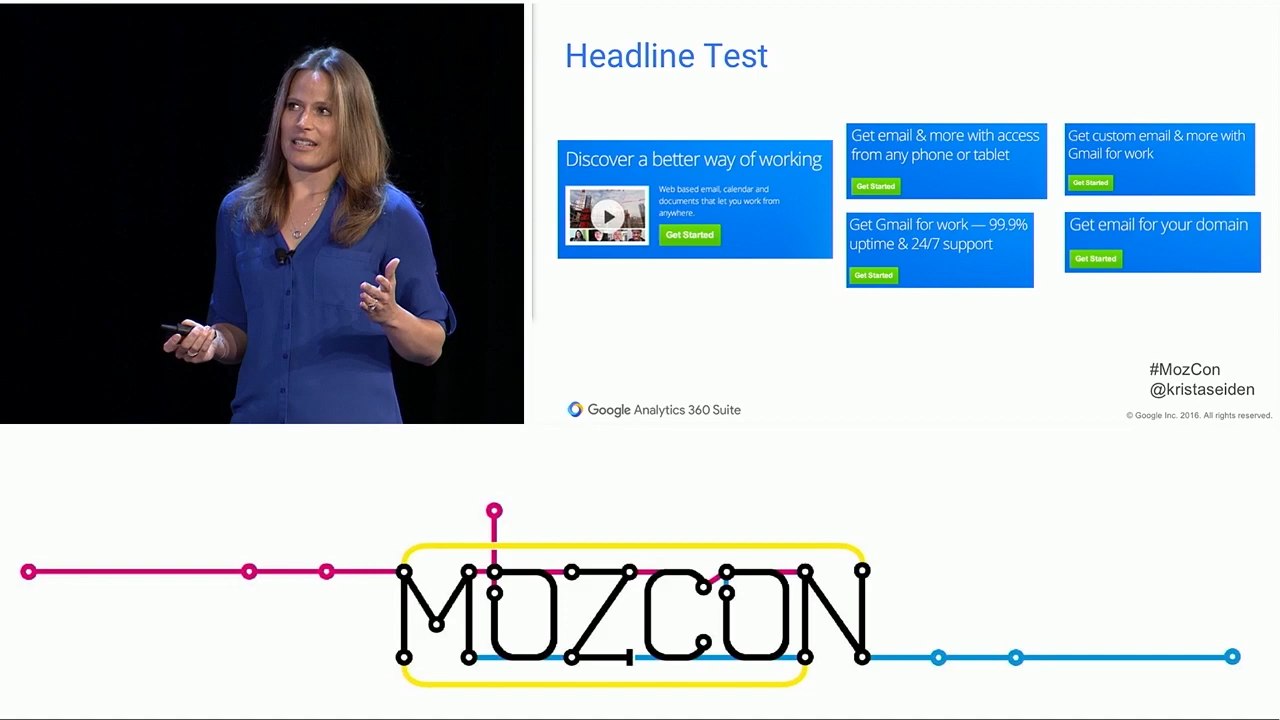 Headline Test
Discover a better way of working
Web based email, calendar and
documents that let you work from
anywhere.
Get Started
Get email & more with access
from any phone or tablet
Get Started
Get custom email & more with
Gmail for work
Get Started
Get Gmail for work — 99.9%
uptime & 24/7 support
Get Started
Get email for your domain
Get Started
#MozCon
@kristaseiden
Google Analytics 360 Suite
© Google Inc. 2016. All rights reserved.
MOZCON